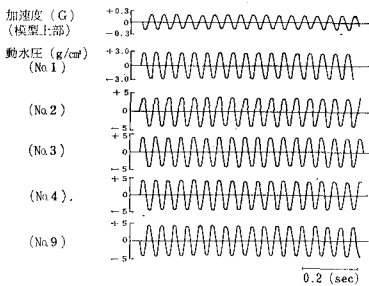 加速度(G) +0.3
0
(模型上部) -0.3
動水圧(g/cm²) +3.0
(No.1) 0
-3.0
+5
(No.2) 0
-5
+5
(No.3) 0
-5
+5
(No.4) 0
-5
+5
(No.9) 0
-5
0.2 (sec)